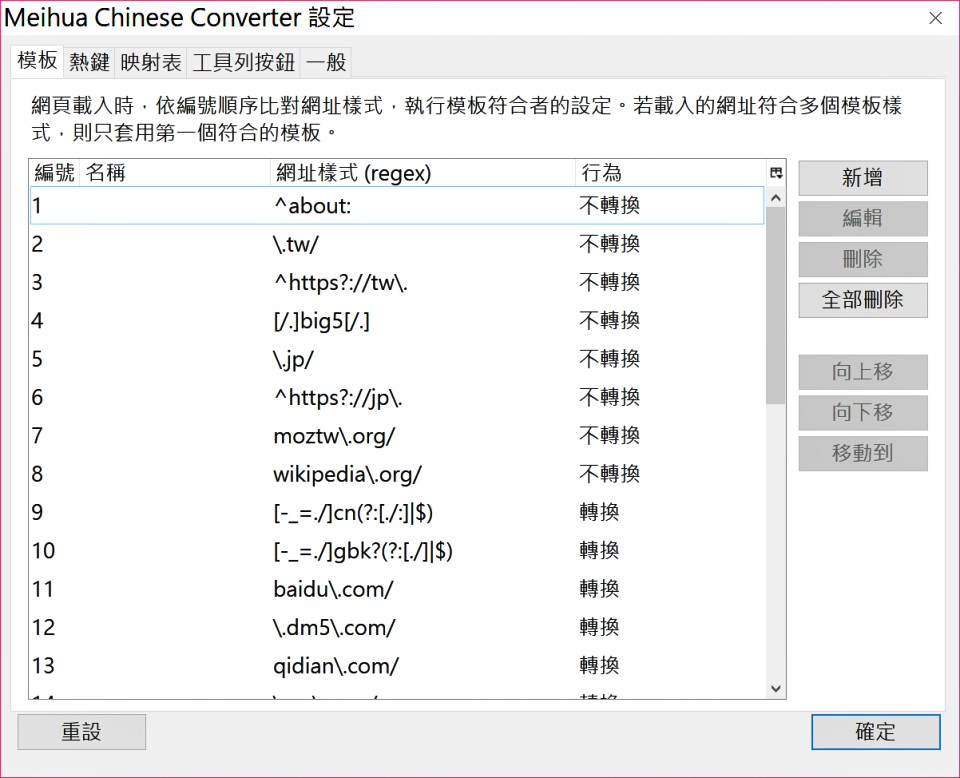 Meihua Chinese Converter 設定
模板 熱鍵 映射表 工具列按鈕 一般
網頁載入時，依編號順序比對網址樣式，執行模板符合者的設定。若載入的網址符合多個模板樣
式，則只套用第一個符合的模板。
編號 名稱 網址樣式 (regex) 行為
1 ^about: 不轉換
2 \.tw/ 不轉換
3 ^https?://tw\. 不轉換
4 [/.]big5[/.] 不轉換
5 \.jp/ 不轉換
6 ^https?://jp\. 不轉換
7 moztw\.org/ 不轉換
8 wikipedia\.org/ 不轉換
9 [-_=./]cn(?:[./:]|$) 轉換
10 [-_=./]gbk?(?:[./]|$) 轉換
11 baidu\.com/ 轉換
12 \.dm5\.com/ 轉換
13 qidian\.com/ 轉換
新增
編輯
刪除
全部刪除
向上移
向下移
移動到
重設 確定